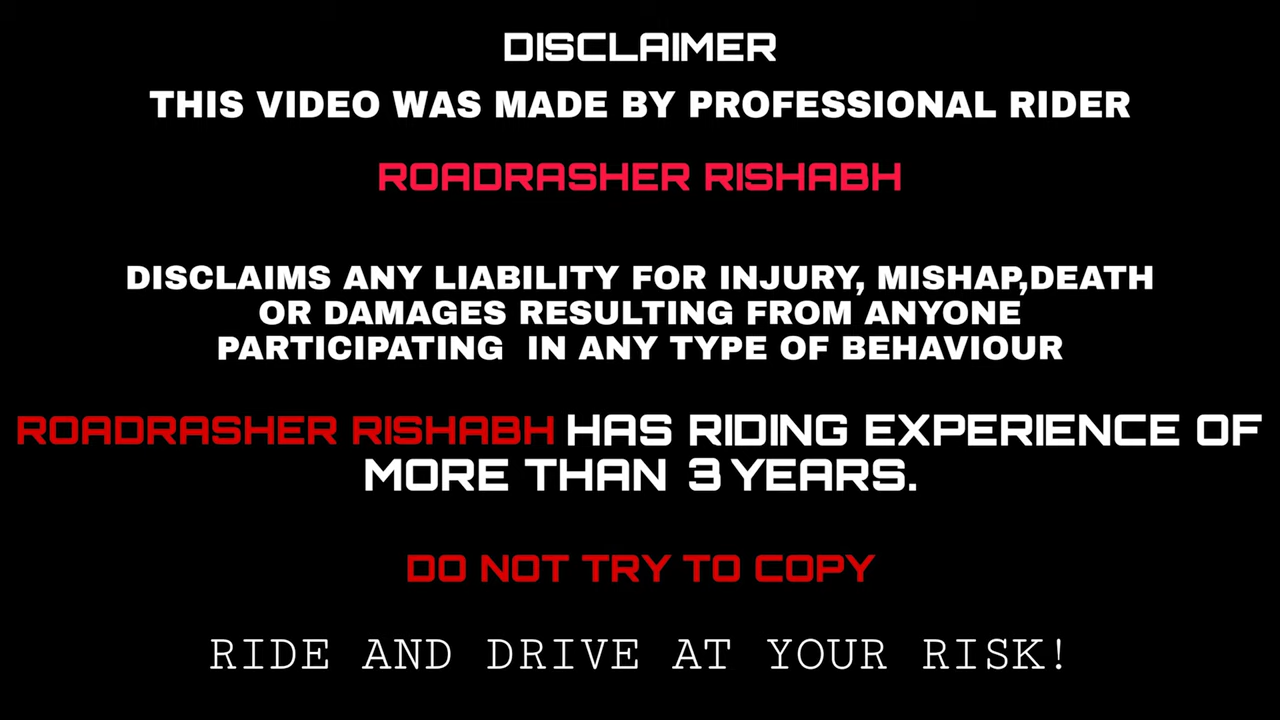 DISCLAIMER
THIS VIDEO WAS MADE BY PROFESSIONAL RIDER
ROADRASHER RISHABH
DISCLAIMS ANY LIABILITY FOR INJURY, MISHAP,DEATH
OR DAMAGES RESULTING FROM ANYONE
PARTICIPATING IN ANY TYPE OF BEHAVIOUR
ROADRASHER RISHABH HAS RIDING EXPERIENCE OF
MORE THAN 3 YEARS.
DO NOT TRY TO COPY
RIDE AND DRIVE AT YOUR RISK!